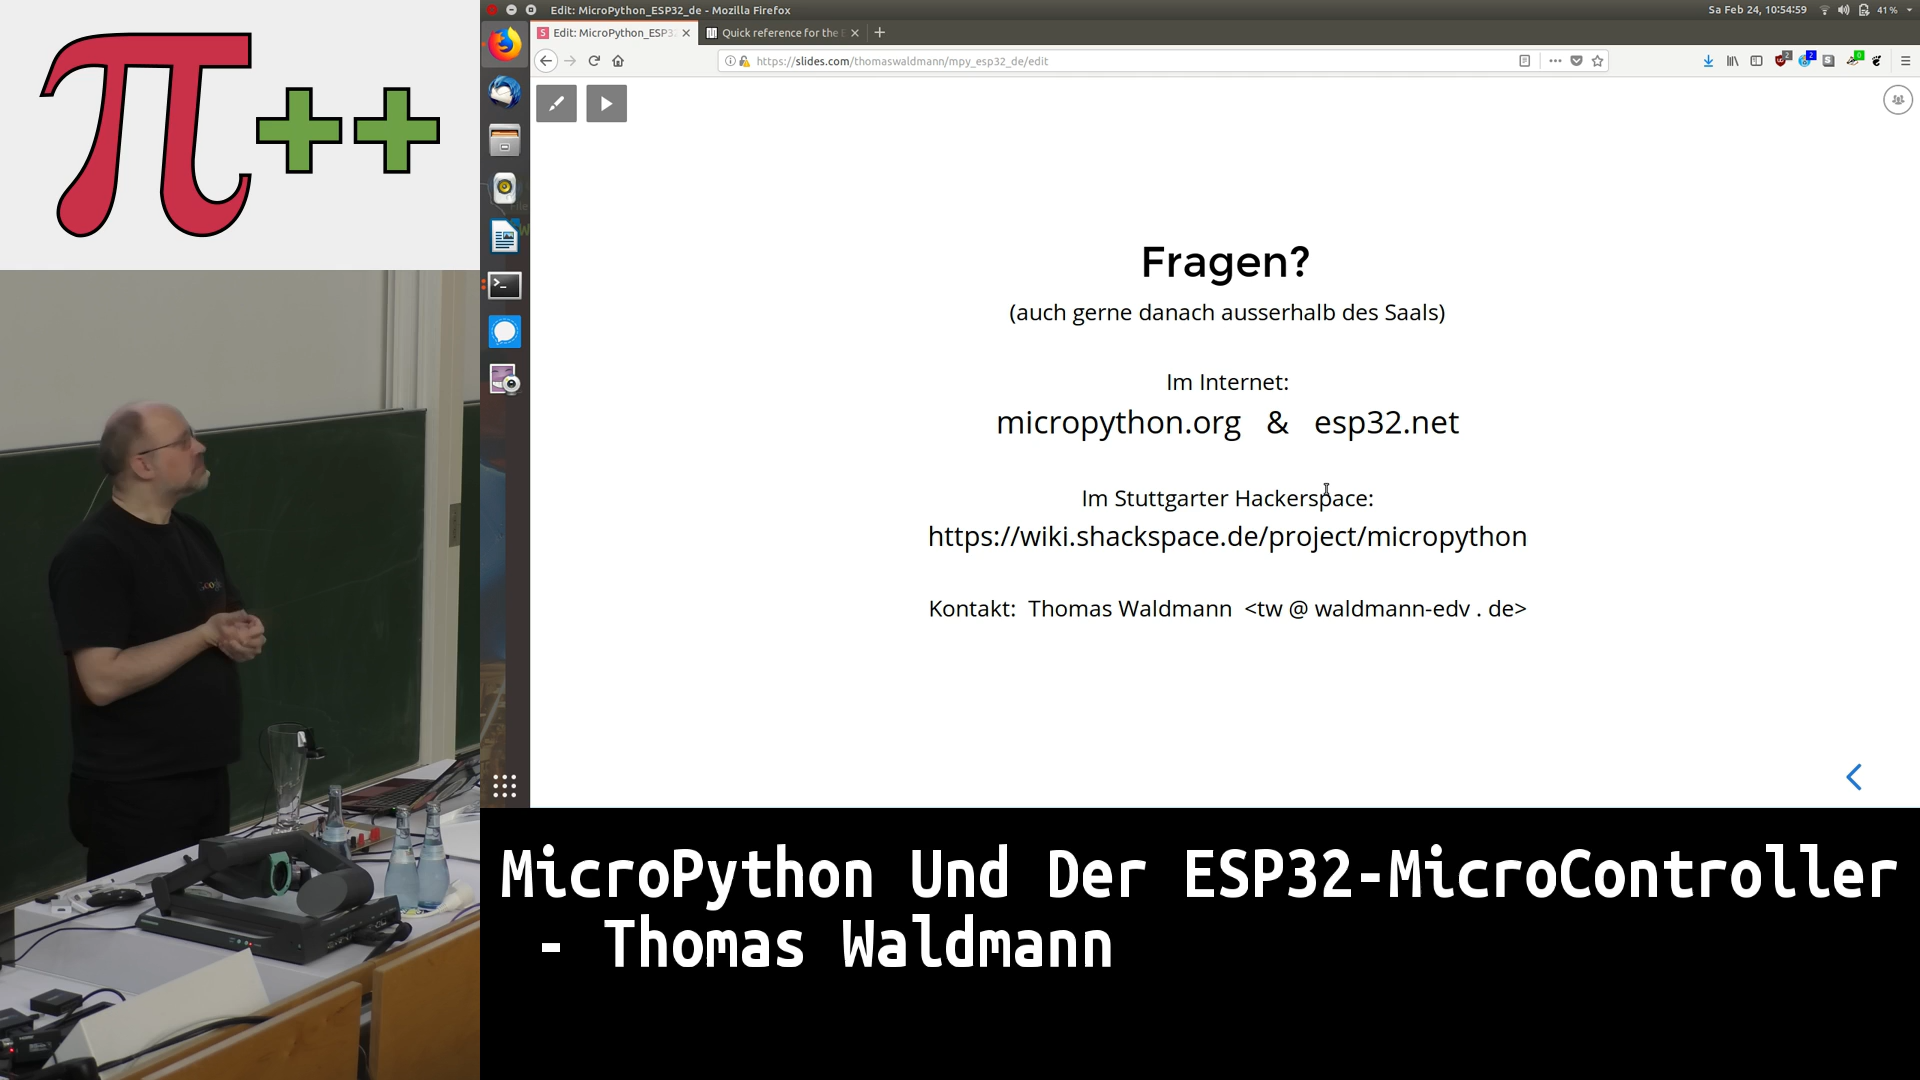 π++
Edit: MicroPython_ESP32_de - Mozilla Firefox
Sa Feb 24, 10:54:59
41 %
Edit: MicroPython_ESP32
Quick reference for the
https://slides.com/thomaswaldmann/mpy_esp32_de/edit
Fragen?
(auch gerne danach ausserhalb des Saals)
Im Internet:
micropython.org & esp32.net
Im Stuttgarter Hackerspace:
https://wiki.shackspace.de/project/micropython
Kontakt: Thomas Waldmann <tw @ waldmann-edv . de>
Google
MicroPython Und Der ESP32-MicroController
- Thomas Waldmann